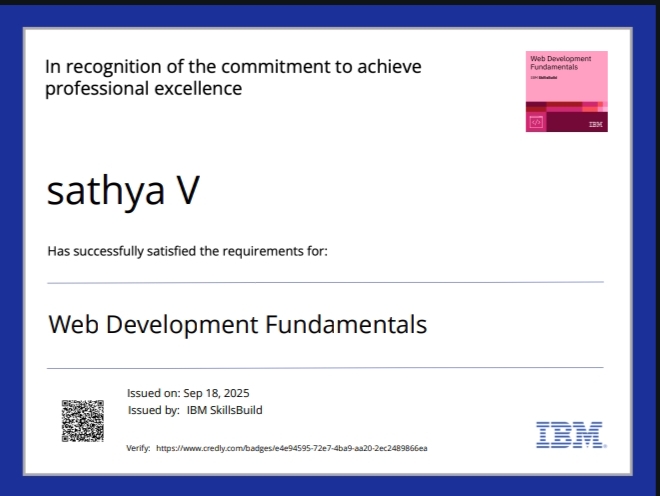 In recognition of the commitment to achieve
professional excellence
Web Development
Fundamentals
IBM SkillsBuild
IBM
sathya V
Has successfully satisfied the requirements for:
Web Development Fundamentals
Issued on: Sep 18, 2025
Issued by: IBM SkillsBuild
Verify: https://www.credly.com/badges/e4e94595-72e7-4ba9-aa20-2ec2489866ea
IBM